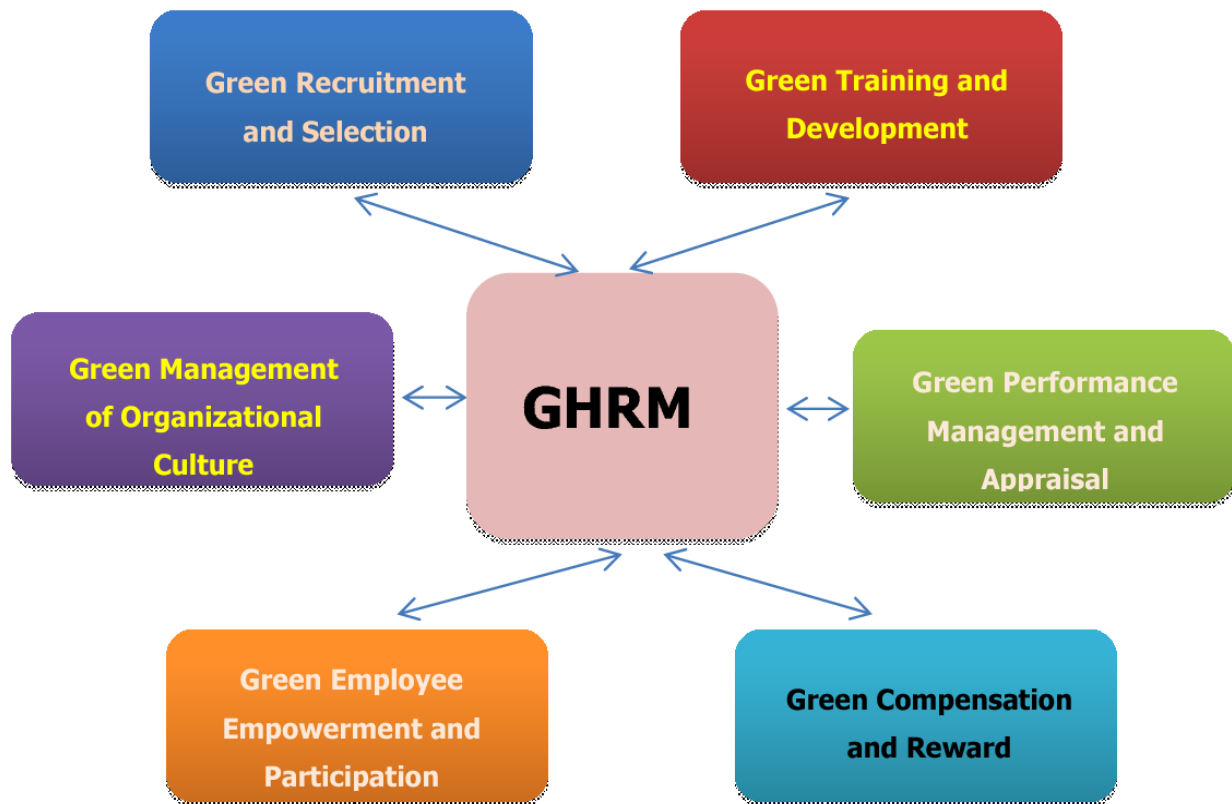 Green Recruitment
and Selection
Green Training and
Development
Green Management
of Organizational
Culture
GHRM
Green Performance
Management and
Appraisal
Green Employee
Empowerment and
Participation
Green Compensation
and Reward